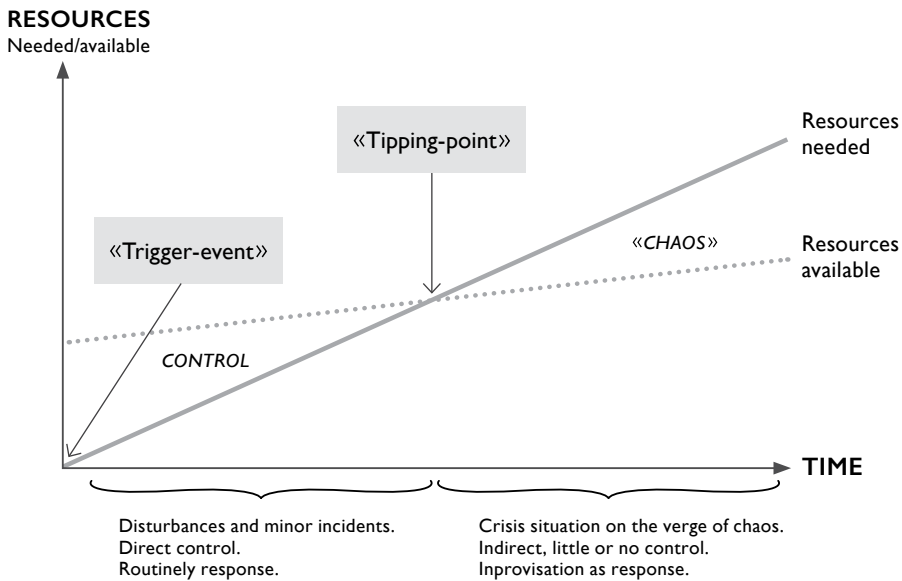 RESOURCES
Needed/available
«Tipping-point»
Resources
needed
«Trigger-event»
«CHAOS»
Resources
available
CONTROL
TIME
Disturbances and minor incidents.
Direct control.
Routinely response.
Crisis situation on the verge of chaos.
Indirect, little or no control.
Inprovisation as response.